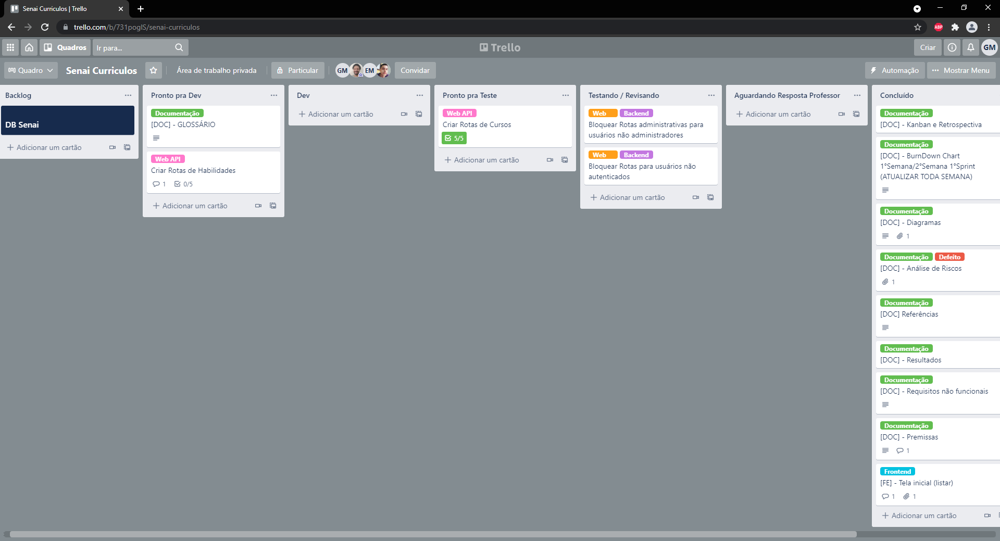 Senai Curriculos | Trello
trello.com/b/731poglS/senai-curriculos
ABP
Quadros
Ir para...
Trello
Criar
GM
Quadro
Senai Curriculos
Área de trabalho privada
Particular
GM
EM
Convidar
Automação
Mostrar Menu
Backlog
DB Senai
Adicionar um cartão
Pronto pra Dev
Documentação
[DOC] - GLOSSÁRIO
Web API
Criar Rotas de Habilidades
1 0/5
Adicionar um cartão
Dev
Adicionar um cartão
Pronto pra Teste
Web API
Criar Rotas de Cursos
5/5
Adicionar um cartão
Testando / Revisando
Web Backend
Bloquear Rotas administrativas para
usuários não administradores
Web Backend
Bloquear Rotas para usuários não
autenticados
Adicionar um cartão
Aguardando Resposta Professor
Adicionar um cartão
Concluído
Documentação
[DOC] - Kanban e Retrospectiva
Documentação
[DOC] - BurnDown Chart
1°Semana/2°Semana 1°Sprint
(ATUALIZAR TODA SEMANA)
Documentação
[DOC] - Diagramas
1
Documentação Defeito
[DOC] - Análise de Riscos
1
Documentação
[DOC] Referências
Documentação
[DOC] - Resultados
Documentação
[DOC] - Requisitos não funcionais
Documentação
[DOC] - Premissas
1
Frontend
[FE] - Tela inicial (listar)
1 1
Adicionar um cartão